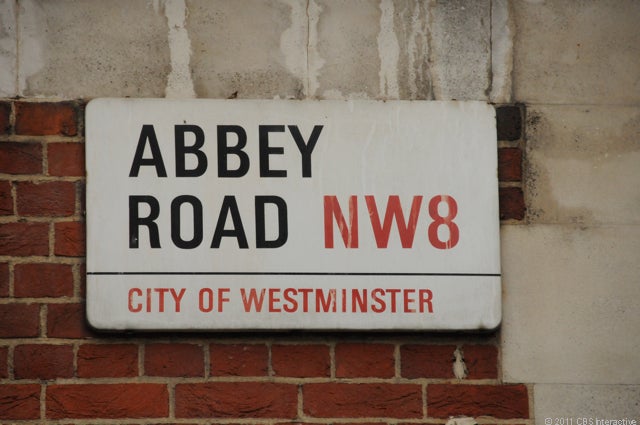 ABBEY
ROAD NW8
CITY OF WESTMINSTER
© 2011 CBS Interactive